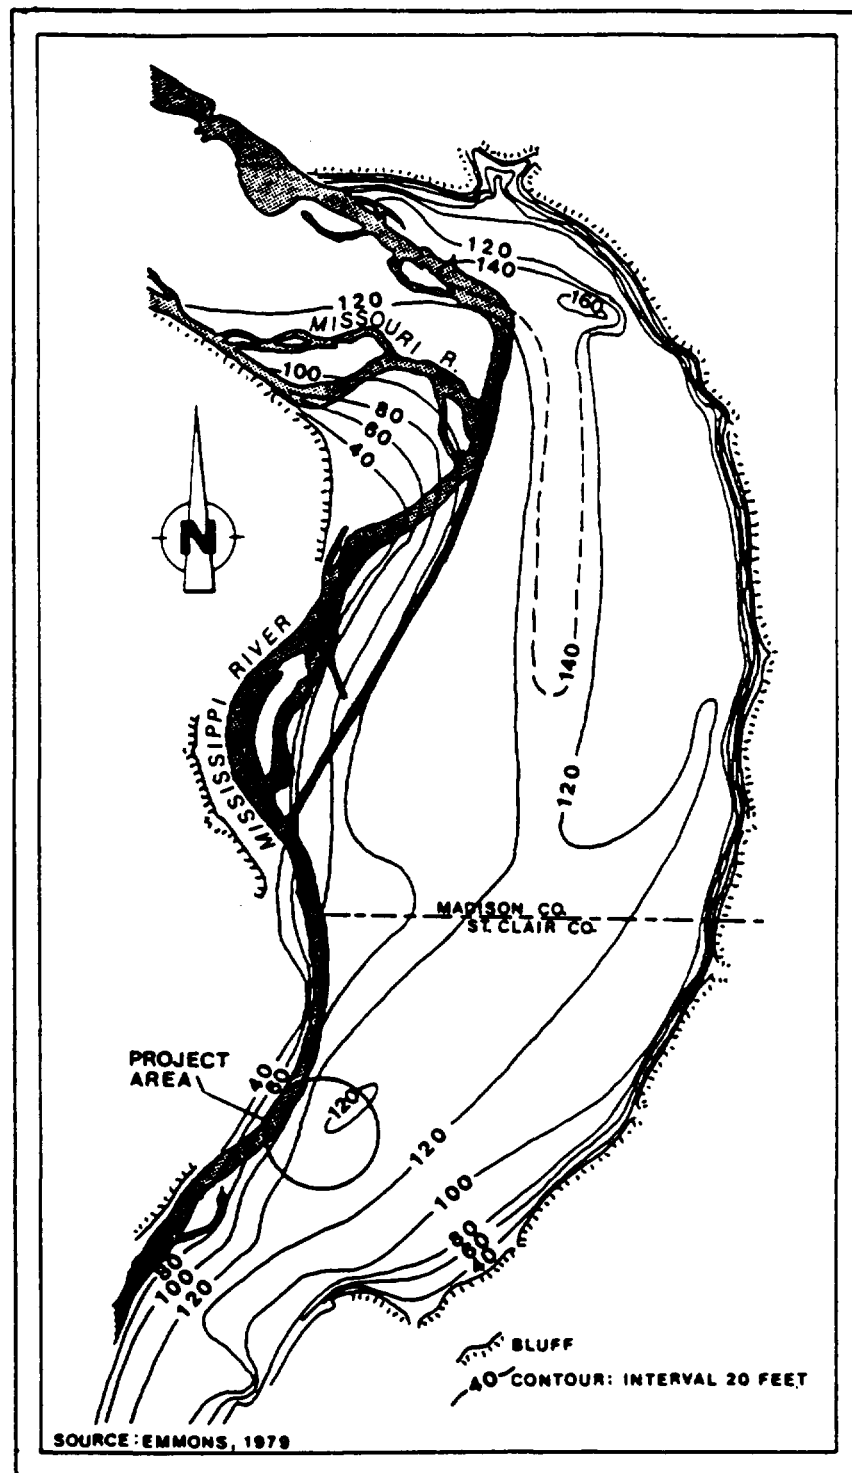 120
140
160
120
MISSOURI R.
100
80
60
40
N
MISSISSIPPI RIVER
140
120
MADISON CO.
ST. CLAIR CO.
PROJECT
AREA
40
60
120
120
100
80
60
40
80
100
120
BLUFF
40 CONTOUR: INTERVAL 20 FEET
SOURCE: EMMONS, 1979